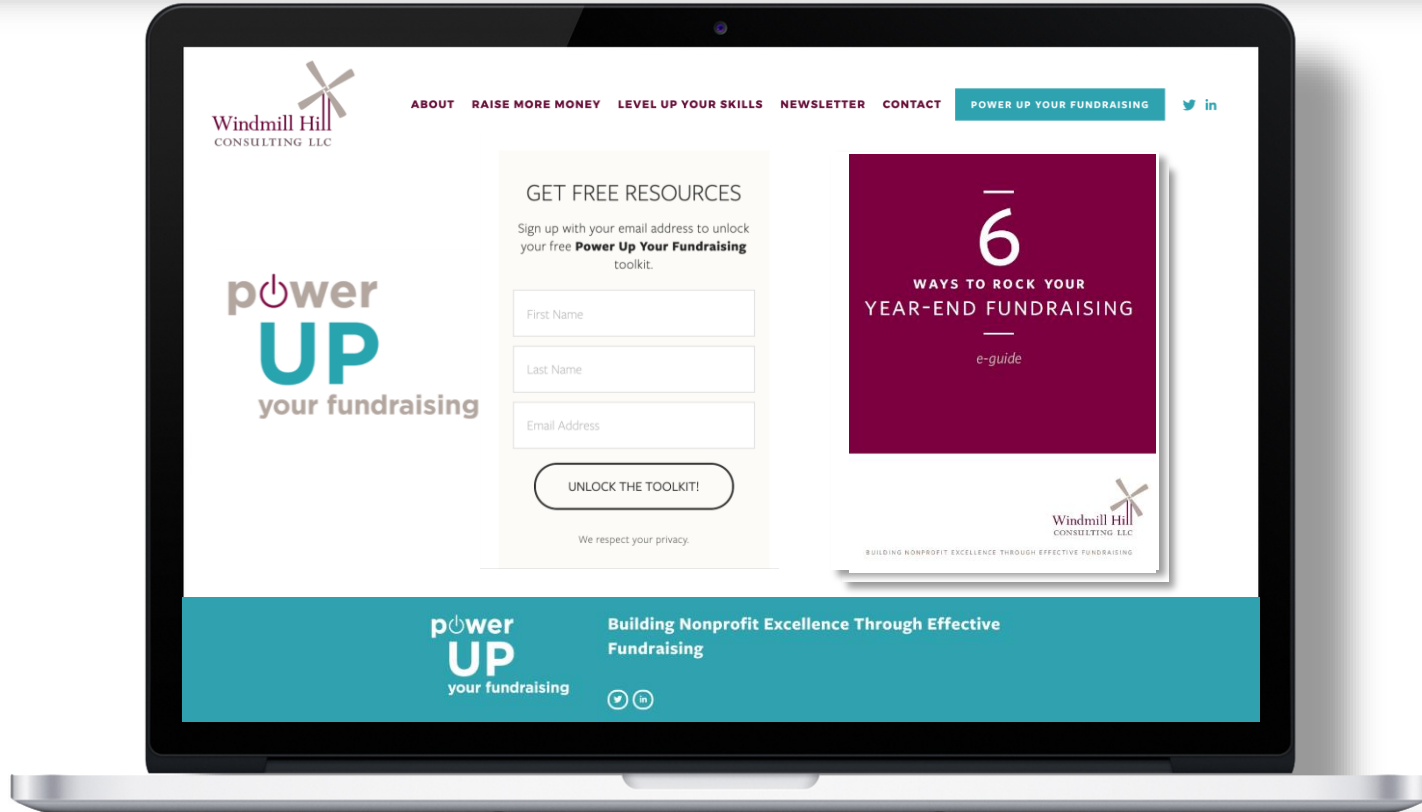 Windmill Hill
CONSULTING LLC
ABOUT RAISE MORE MONEY LEVEL UP YOUR SKILLS NEWSLETTER CONTACT POWER UP YOUR FUNDRAISING
in
power
UP
your fundraising
GET FREE RESOURCES
Sign up with your email address to unlock
your free Power Up Your Fundraising
toolkit.
First Name
Last Name
Email Address
UNLOCK THE TOOLKIT!
We respect your privacy.
6
WAYS TO ROCK YOUR
YEAR-END FUNDRAISING
e-guide
Windmill Hill
CONSULTING LLC
BUILDING NONPROFIT EXCELLENCE THROUGH EFFECTIVE FUNDRAISING
power
UP
your fundraising
Building Nonprofit Excellence Through Effective
Fundraising
in